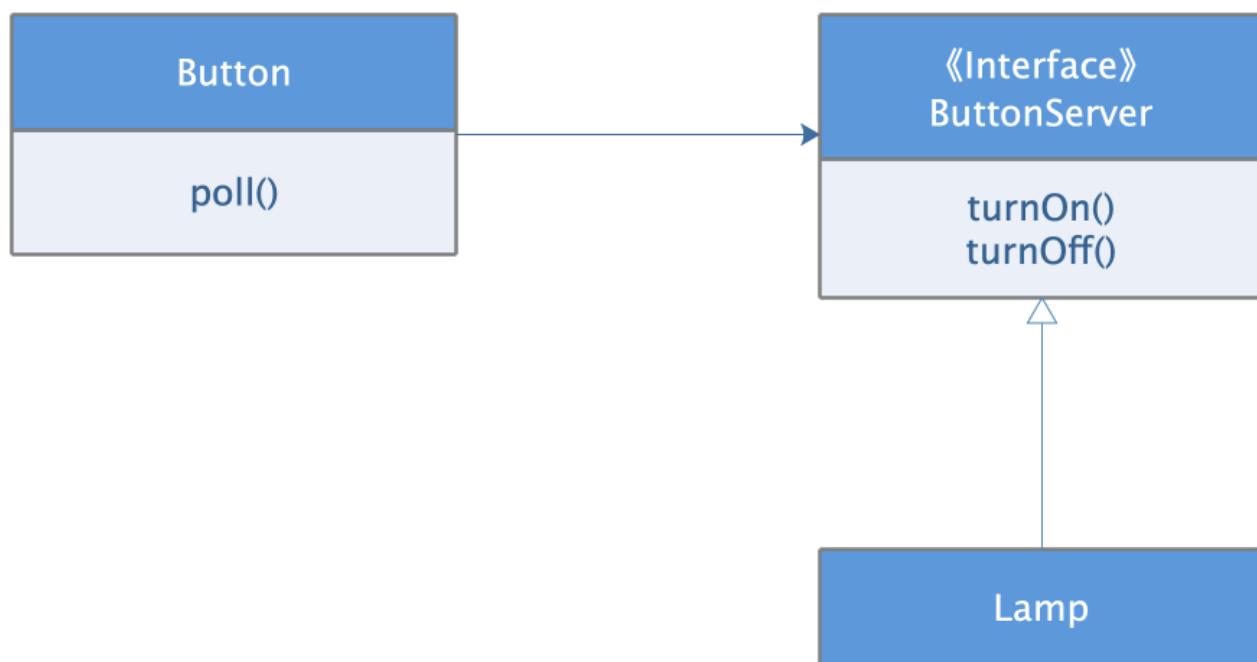 Button
poll()
《Interface》
ButtonServer
turnOn()
turnOff()
Lamp